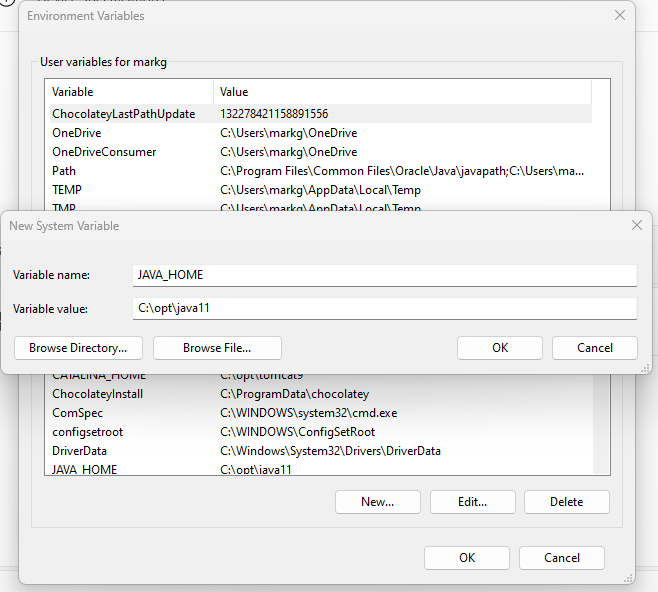 Environment Variables
User variables for markg
Variable Value
ChocolateyLastPathUpdate 132278421158891556
OneDrive C:\Users\markg\OneDrive
OneDriveConsumer C:\Users\markg\OneDrive
Path C:\Program Files\Common Files\Oracle\Java\javapath;C:\Users\ma...
TEMP C:\Users\markg\AppData\Local\Temp
TMP C:\Users\markg\AppData\Local\Temp
New System Variable
Variable name: JAVA_HOME
Variable value: C:\opt\java11
Browse Directory... Browse File... OK Cancel
CATALINA_HOME C:\opt\tomcat9
ChocolateyInstall C:\ProgramData\chocolatey
ComSpec C:\WINDOWS\system32\cmd.exe
configsetroot C:\WINDOWS\ConfigSetRoot
DriverData C:\Windows\System32\Drivers\DriverData
JAVA_HOME C:\opt\java11
New... Edit... Delete
OK Cancel